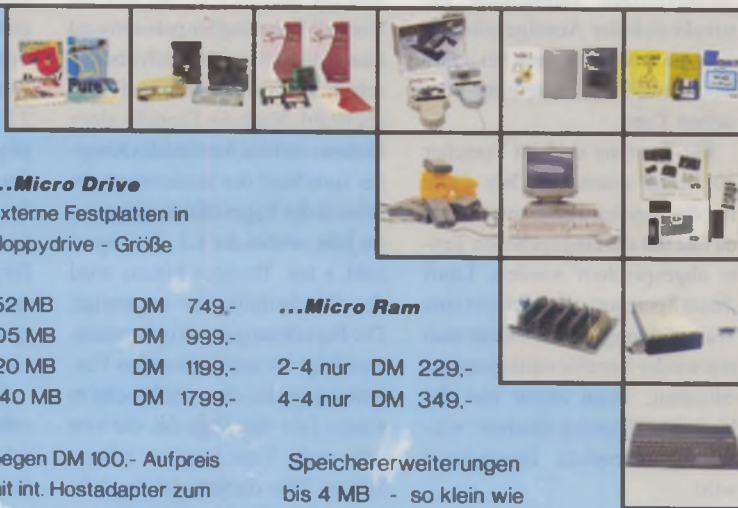 ...Micro Drive
xterne Festplatten in
loppydrive - Größe
52 MB DM 749,-
05 MB DM 999.-
20 MB DM 1199,-
40 MB DM 1799,-
egen DM 100.- Aufpreis
it int. Hostadapter zum
...Micro Ram
2-4 nur DM 229.-
4-4 nur DM 349.-
Speichererweiterungen
bis 4 MB - so klein wie
Pure C